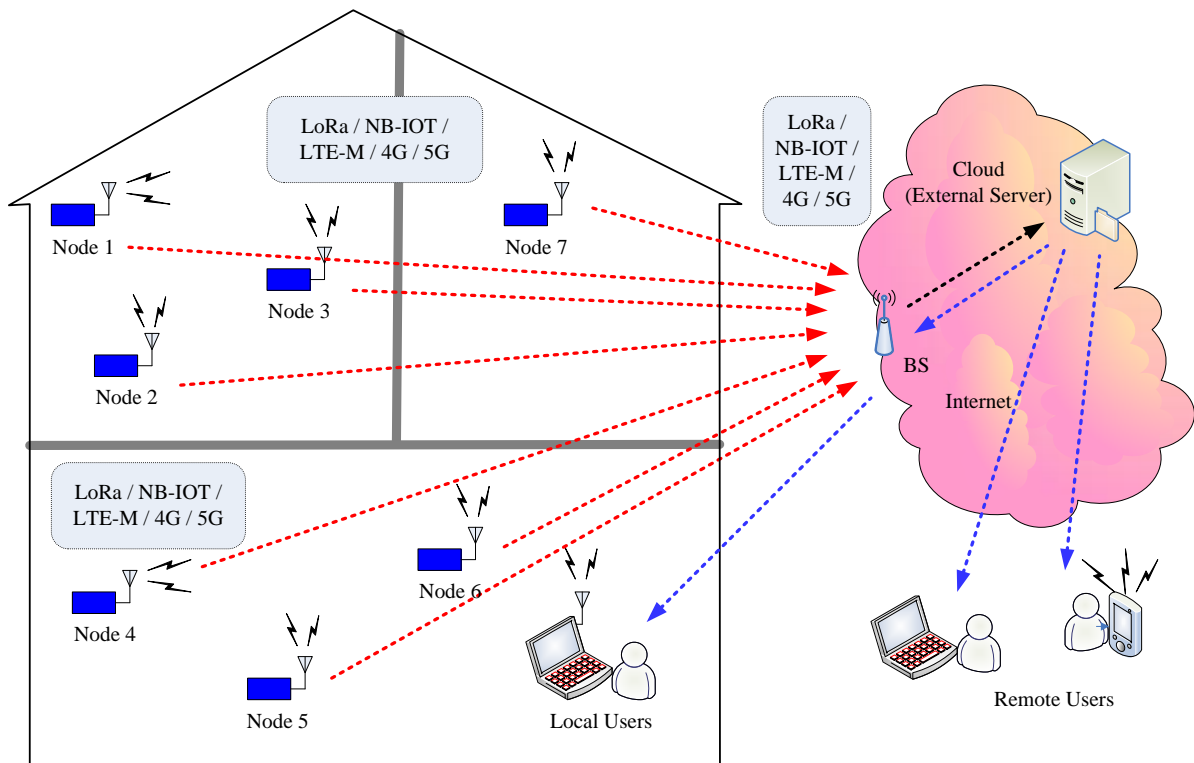 LoRa / NB-IOT /
LTE-M / 4G / 5G
LoRa /
NB-IOT /
LTE-M /
4G / 5G
Cloud
(External Server)
Node 1
Node 3
Node 7
Node 2
BS
Internet
LoRa / NB-IOT /
LTE-M / 4G / 5G
Node 4
Node 6
Node 5
Local Users
Remote Users